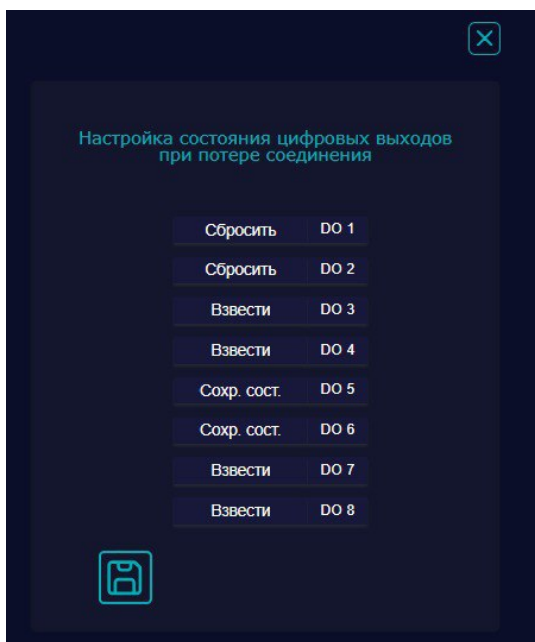 Настройка состояния цифровых выходов
при потере соединения
Сбросить DO 1
Сбросить DO 2
Взвести DO 3
Взвести DO 4
Сохр. сост. DO 5
Сохр. сост. DO 6
Взвести DO 7
Взвести DO 8